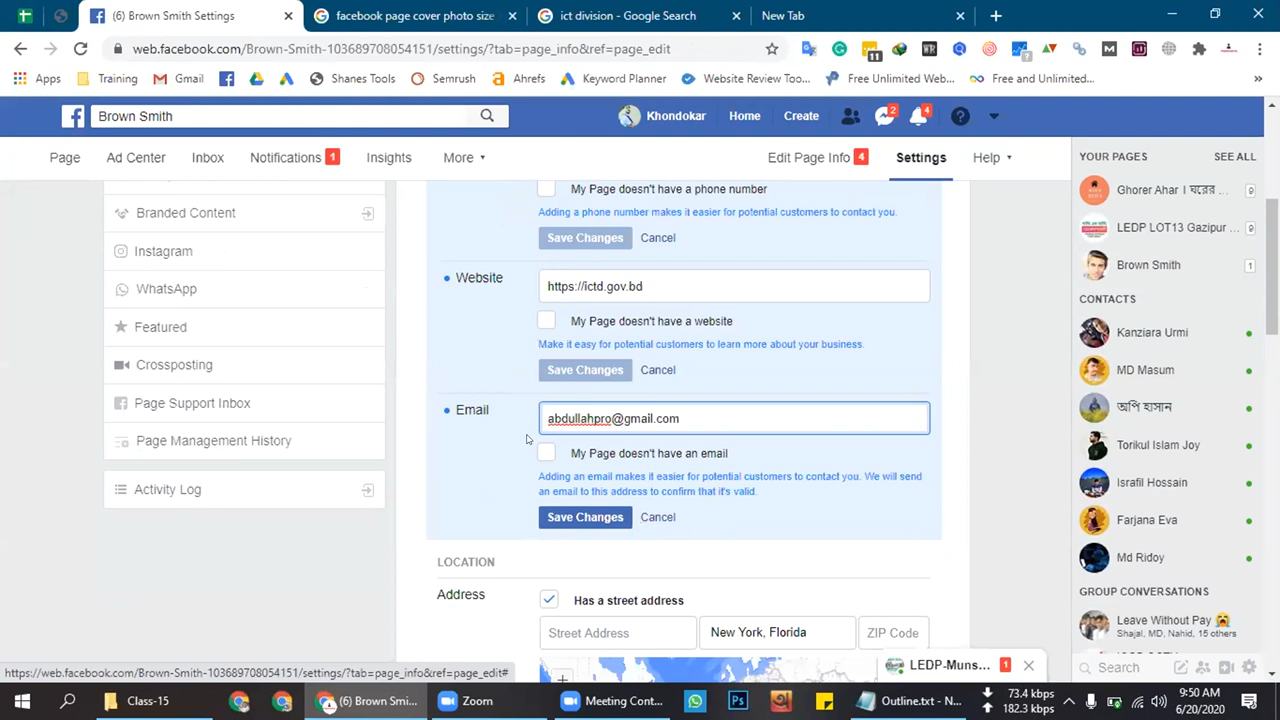 (6) Brown Smith Settings
facebook page cover photo size
ict division - Google Search
New Tab
web.facebook.com/Brown-Smith-103689708054151/settings/?tab=page_info&ref=page_edit
11
Apps
Training
Gmail
Shanes Tools
Semrush
Ahrefs
Keyword Planner
Website Review Too...
Free Unlimited Web...
Free and Unlimited...
Brown Smith
Khondokar
Home
Create
2
4
Page
Ad Center
Inbox
Notifications 1
Insights
More
Edit Page Info 4
Settings
Help
YOUR PAGES
SEE ALL
Ghorer Ahar । ঘরের ...
9
LEDP LOT13 Gazipur ...
9
Brown Smith
1
CONTACTS
Kanziara Urmi
MD Masum
অপি হাসান
Torikul Islam Joy
Israfil Hossain
Farjana Eva
Md Ridoy
GROUP CONVERSATIONS
Leave Without Pay
Shajal, MD, Nahid, 15 others
Search
Branded Content
Instagram
WhatsApp
Featured
Crossposting
Page Support Inbox
Page Management History
Activity Log
My Page doesn't have a phone number
Adding a phone number makes it easier for potential customers to contact you.
Save Changes
Cancel
Website
https://ictd.gov.bd
My Page doesn't have a website
Make it easy for potential customers to learn more about your business.
Save Changes
Cancel
Email
abdullahpro@gmail.com
My Page doesn't have an email
Adding an email makes it easier for potential customers to contact you. We will send
an email to this address to confirm that it's valid.
Save Changes
Cancel
LOCATION
Address
Has a street address
Street Address
New York, Florida
ZIP Code
LEDP-Muns...
1
https://web.facebook.com/Brown-Smith-103689708054151/settings/?tab=page_info&ref=page_edit#
Class-15
(6) Brown Smi...
Zoom
Meeting Cont...
Outline.txt - N...
73.4 kbps
182.3 kbps
9:50 AM
6/20/2020